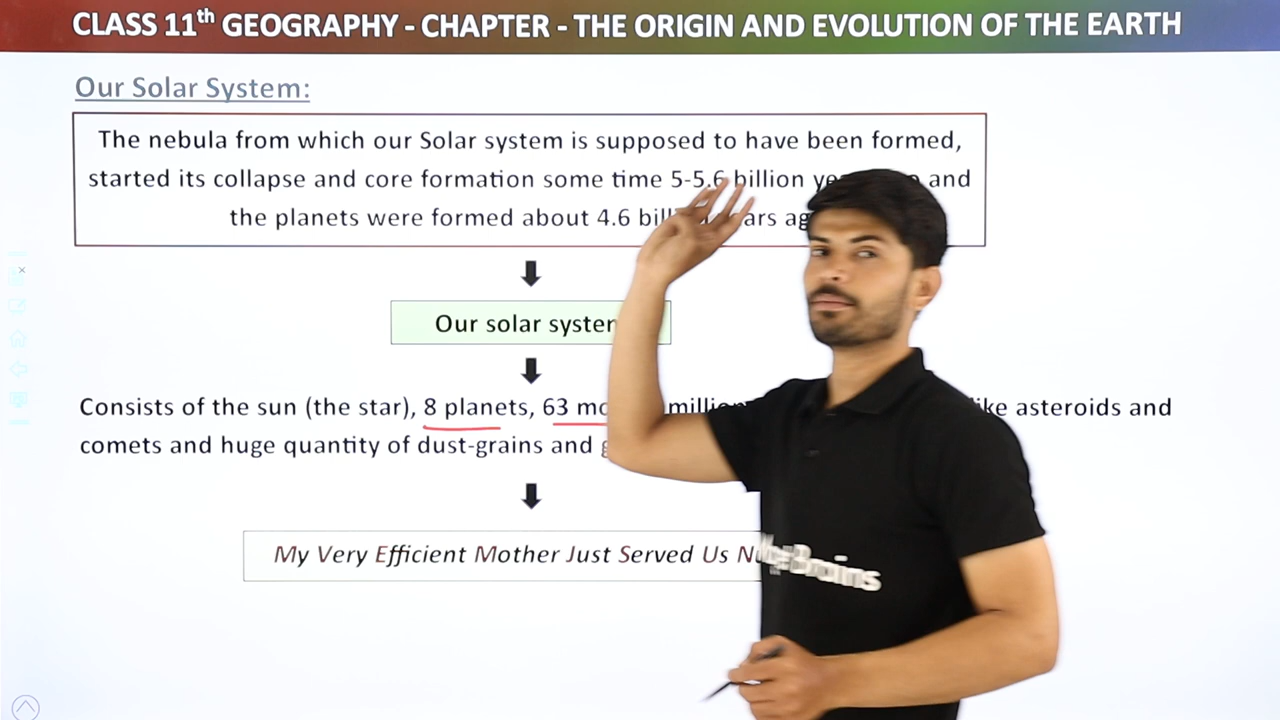 CLASS 11th GEOGRAPHY - CHAPTER - THE ORIGIN AND EVOLUTION OF THE EARTH
Our Solar System:
The nebula from which our Solar system is supposed to have been formed,
started its collapse and core formation some time 5-5.6 billion and
the planets were formed about 4.6
Our solar
Consists of the sun (the star), 8 planets, 63 asteroids and
comets and huge quantity of dust-grains and
My Very Efficient Mother Just Served Us
Brains